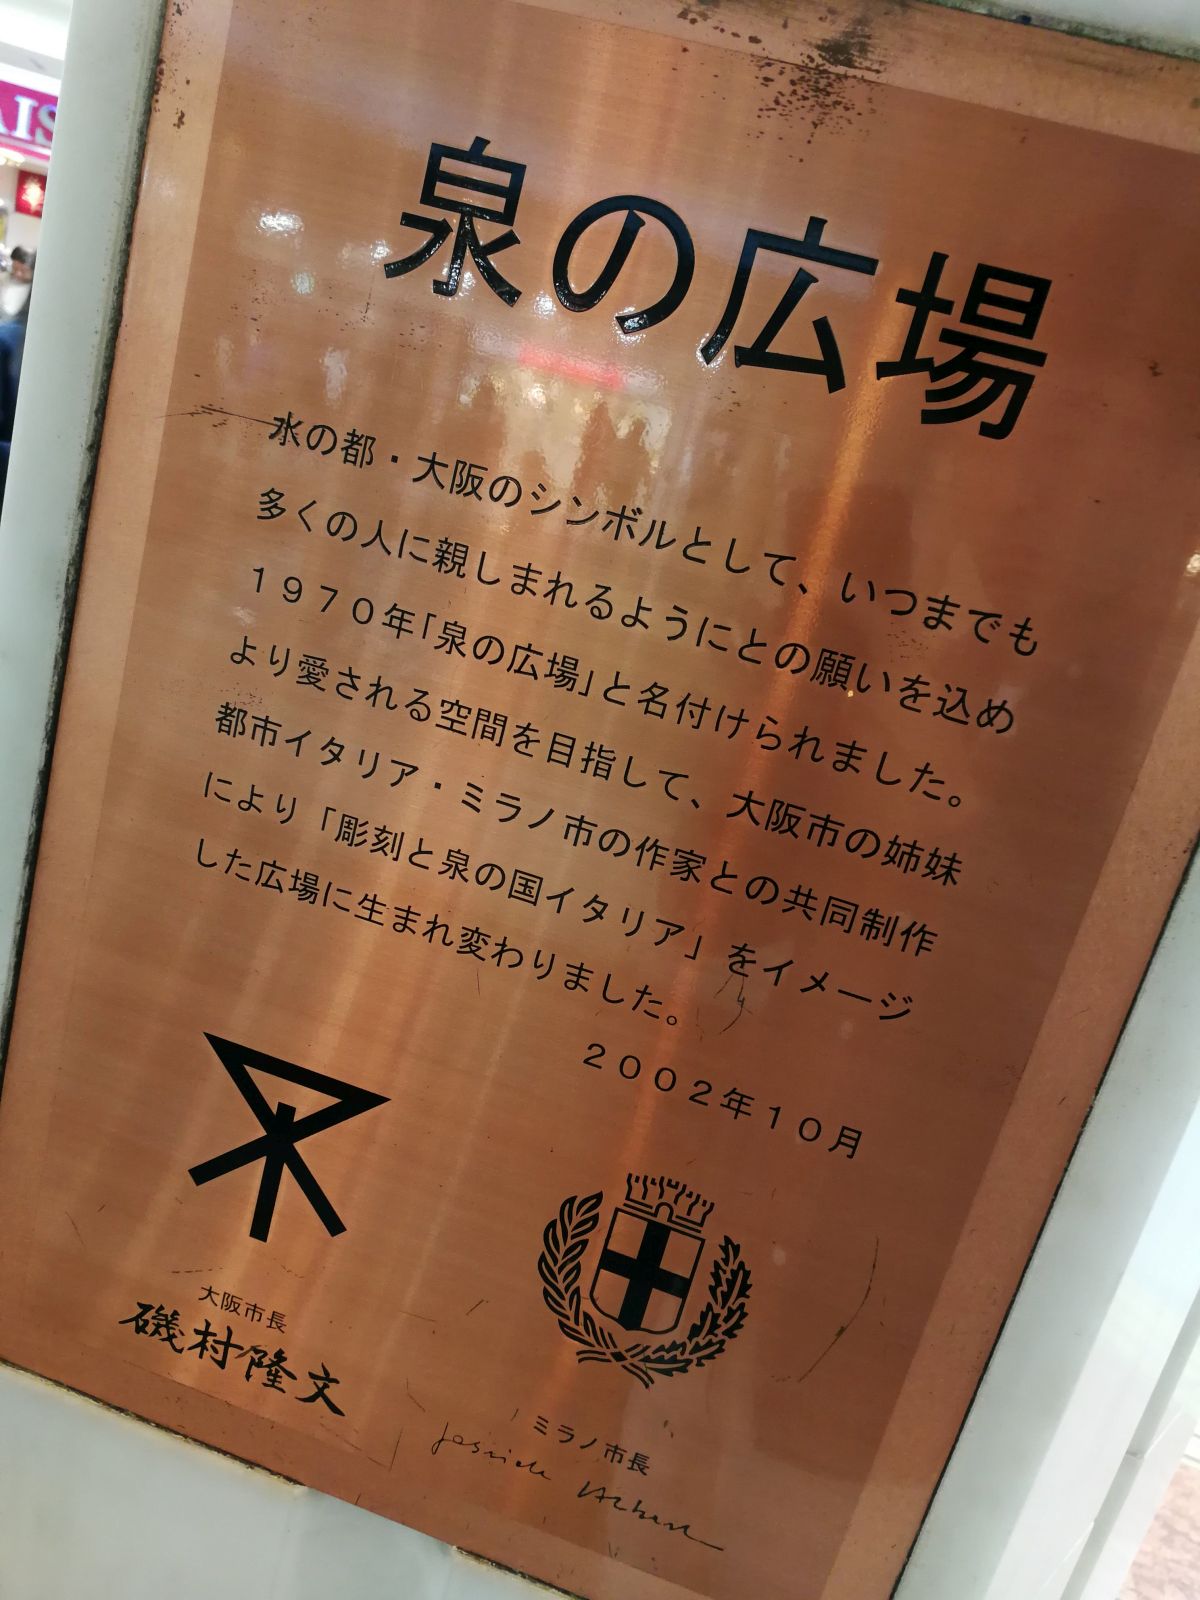 AIS
泉の広場
水の都・大阪のシンボルとして、いつまでも
多くの人に親しまれるようにとの願いを込め
１９７０年「泉の広場」と名付けられました。
より愛される空間を目指して、大阪市の姉妹
都市イタリア・ミラノ市の作家との共同制作
により「彫刻と泉の国イタリア」をイメージ
した広場に生まれ変わりました。
２００２年１０月
大阪市長
磯村隆文
ミラノ市長